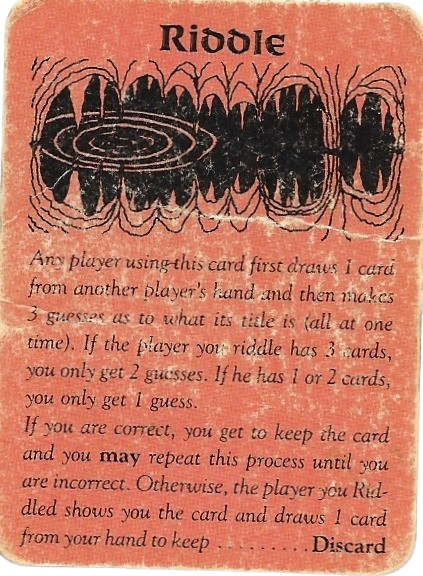 Riddle
Any player using this card first draws 1 card
from another player's hand and then makes
3 guesses as to what its title is (all at one
time). If the player you riddle has 3 cards,
you only get 2 guesses. If he has 1 or 2 cards,
you only get 1 guess.
If you are correct, you get to keep the card
and you may repeat this process until you
are incorrect. Otherwise, the player you Rid-
dled shows you the card and draws 1 card
from your hand to keep ......... Discard